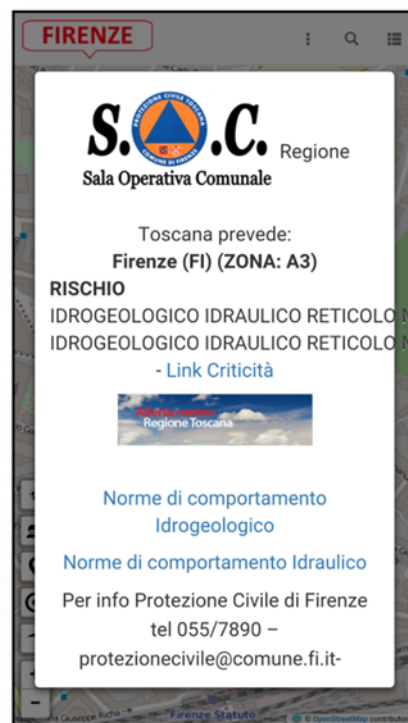 FIRENZE
PROTEZIONE CIVILE TOSCANA
S. .C. Regione
COMUNE DI FIRENZE
Sala Operativa Comunale
Toscana prevede:
Firenze (FI) (ZONA: A3)
RISCHIO
IDROGEOLOGICO IDRAULICO RETICOLO
IDROGEOLOGICO IDRAULICO RETICOLO
- Link Criticità
Allerta meteo
Regione Toscana
Norme di comportamento
Idrogeologico
Norme di comportamento Idraulico
Per info Protezione Civile di Firenze
tel 055/7890 –
protezionecivile@comune.fi.it-
+
-
Firenze Statuto
© OpenStreetMap